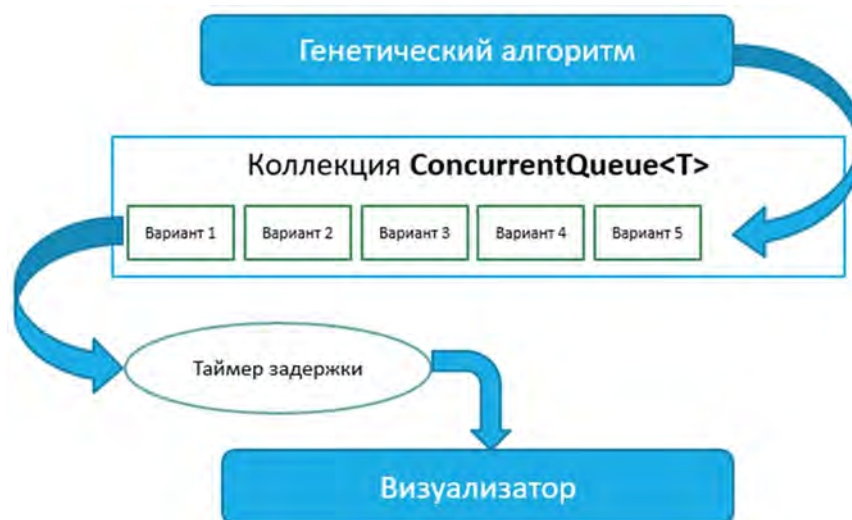 Генетический алгоритм
Коллекция ConcurrentQueue<T>
Вариант 1
Вариант 2
Вариант 3
Вариант 4
Вариант 5
Таймер задержки
Визуализатор